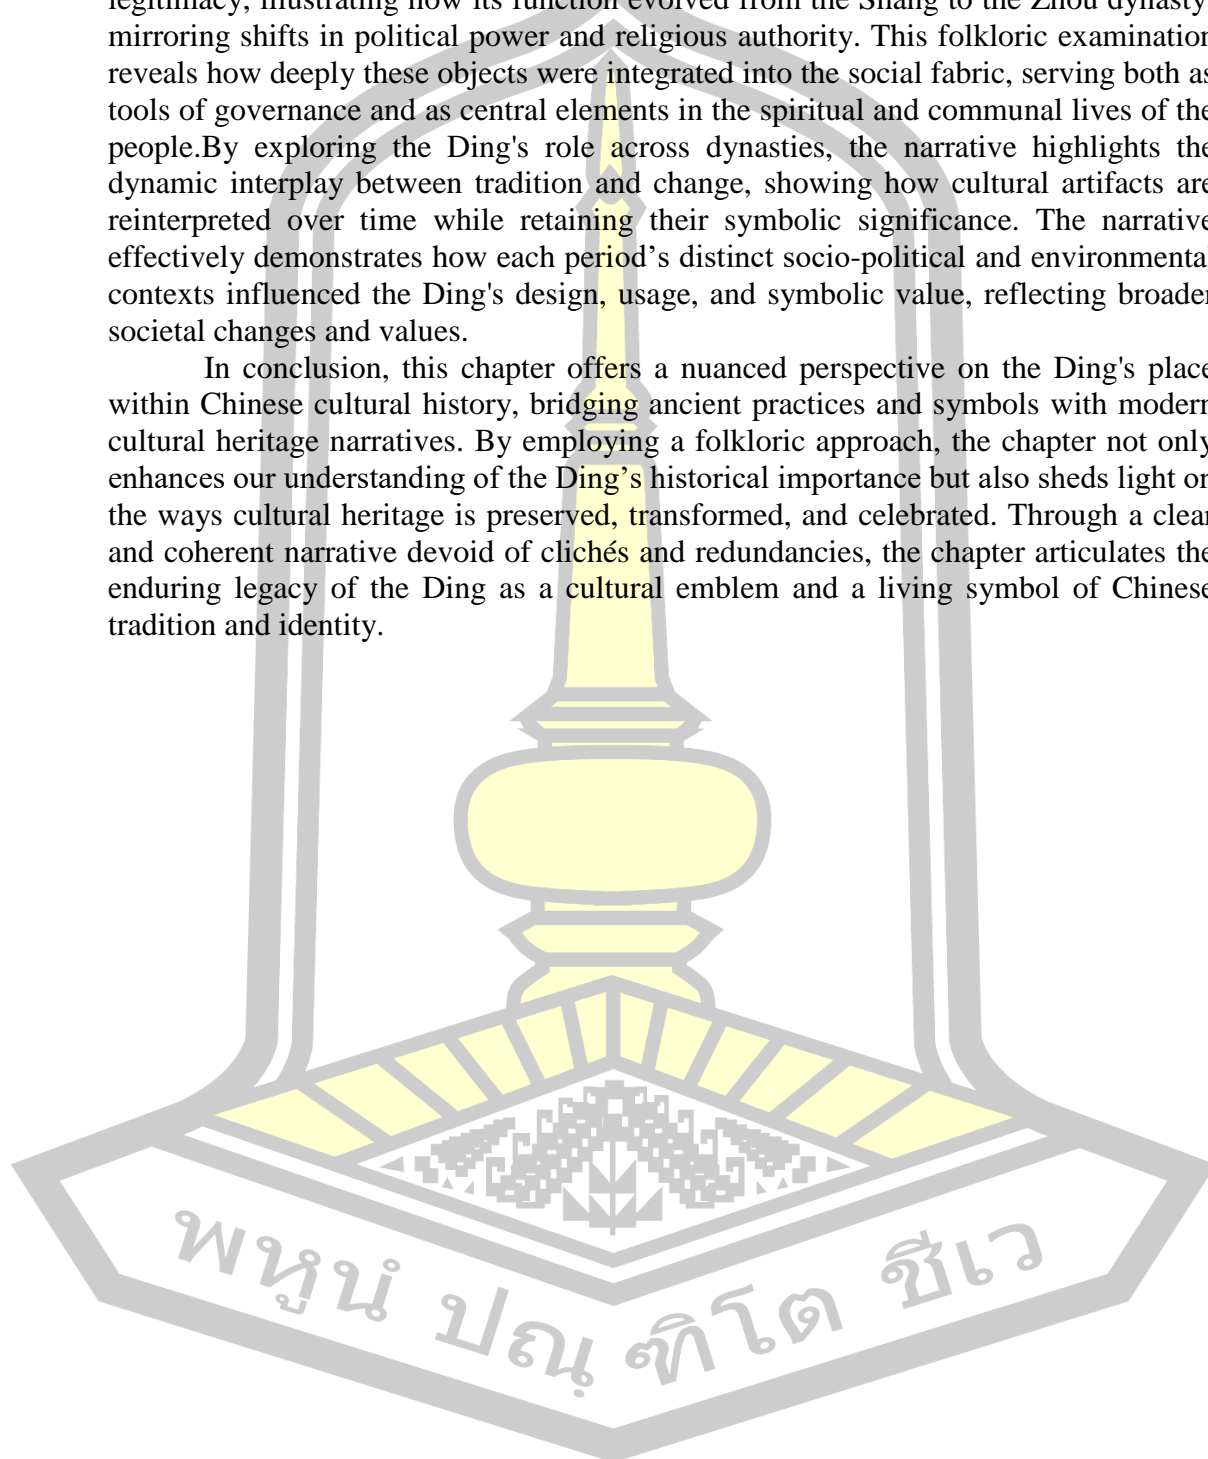 legitimacy, illustrating how its function evolved from the Shang to the Zhou dynasty
mirroring shifts in political power and religious authority. This folkloric examination
reveals how deeply these objects were integrated into the social fabric, serving both as
tools of governance and as central elements in the spiritual and communal lives of the
people.By exploring the Ding's role across dynasties, the narrative highlights the
dynamic interplay between tradition and change, showing how cultural artifacts are
reinterpreted over time while retaining their symbolic significance. The narrative
effectively demonstrates how each period’s distinct socio-political and environmental
contexts influenced the Ding's design, usage, and symbolic value, reflecting broader
societal changes and values.
In conclusion, this chapter offers a nuanced perspective on the Ding's place
within Chinese cultural history, bridging ancient practices and symbols with modern
cultural heritage narratives. By employing a folkloric approach, the chapter not only
enhances our understanding of the Ding’s historical importance but also sheds light on
the ways cultural heritage is preserved, transformed, and celebrated. Through a clear
and coherent narrative devoid of clichés and redundancies, the chapter articulates the
enduring legacy of the Ding as a cultural emblem and a living symbol of Chinese
tradition and identity.
พหูนํ ปณฺฑิโต ชีเว